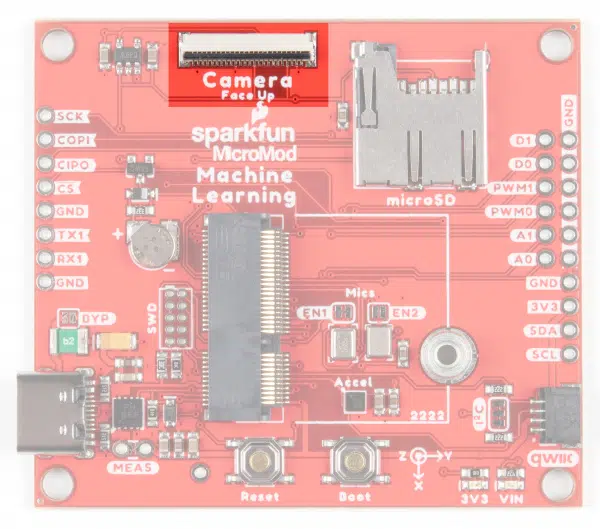 Camera
Face Up
sparkfun
MicroMod
Machine
Learning
microSD
SCK
COPI
CIPO
CS
GND
TX1
RX1
GND
GND
D1
D0
PWM1
PWM0
A1
A0
GND
3V3
SDA
SCL
BYP
SWD
+
-
b2
Mics
EN1
EN2
Accel
2222
I²C
MEAS
Reset
Boot
Z
Y
X
3V3
VIN
qwiic